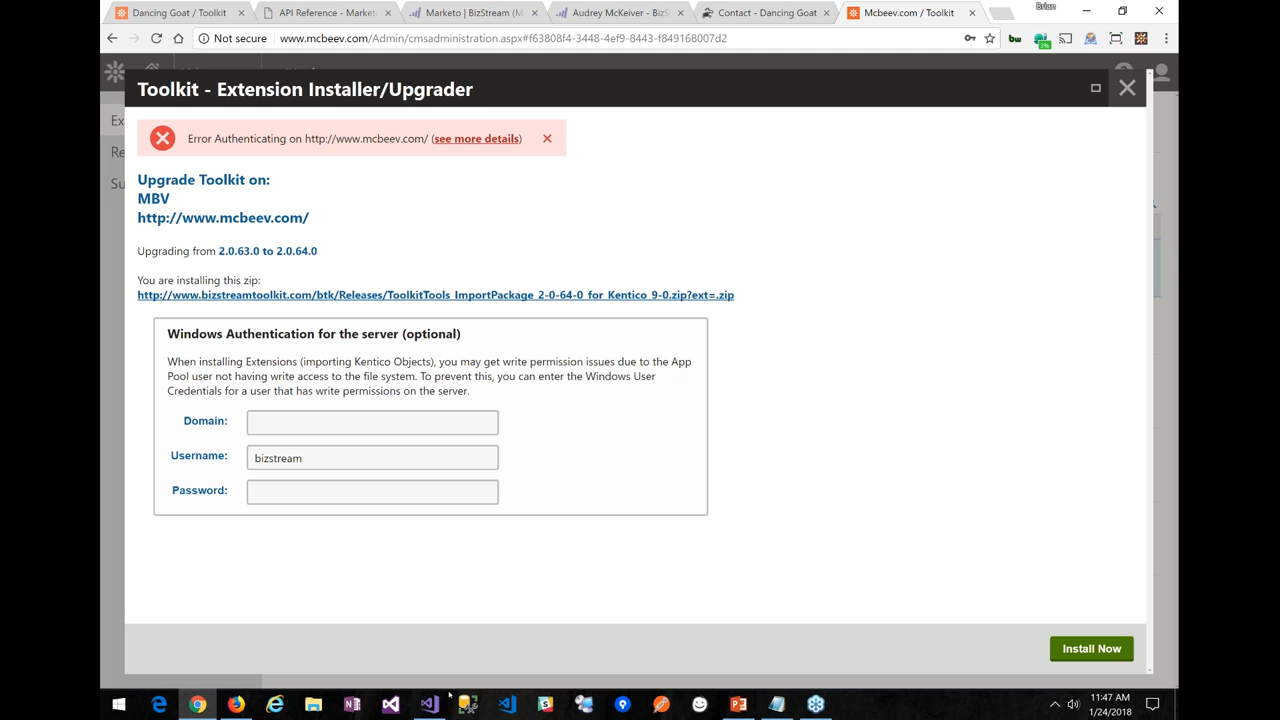 Brian
Dancing Goat / Toolkit
API Reference - Market
Marketo | BizStream (M
Audrey McKeiver - BizS
Contact - Dancing Goat
Mcbeev.com / Toolkit
Not secure
www.mcbeev.com/Admin/cmsadministration.aspx#f63808f4-3448-4ef9-8443-f849168007d2
3%
Toolkit - Extension Installer/Upgrader
Ex
Re
Su
Error Authenticating on http://www.mcbeev.com/ (see more details)
Upgrade Toolkit on:
MBV
http://www.mcbeev.com/
Upgrading from 2.0.63.0 to 2.0.64.0
You are installing this zip:
http://www.bizstreamtoolkit.com/btk/Releases/ToolkitTools_ImportPackage_2-0-64-0_for_Kentico_9-0.zip?ext=.zip
Windows Authentication for the server (optional)
When installing Extensions (importing Kentico Objects), you may get write permission issues due to the App
Pool user not having write access to the file system. To prevent this, you can enter the Windows User
Credentials for a user that has write permissions on the server.
Domain:
Username:
bizstream
Password:
Install Now
11:47 AM
1/24/2018